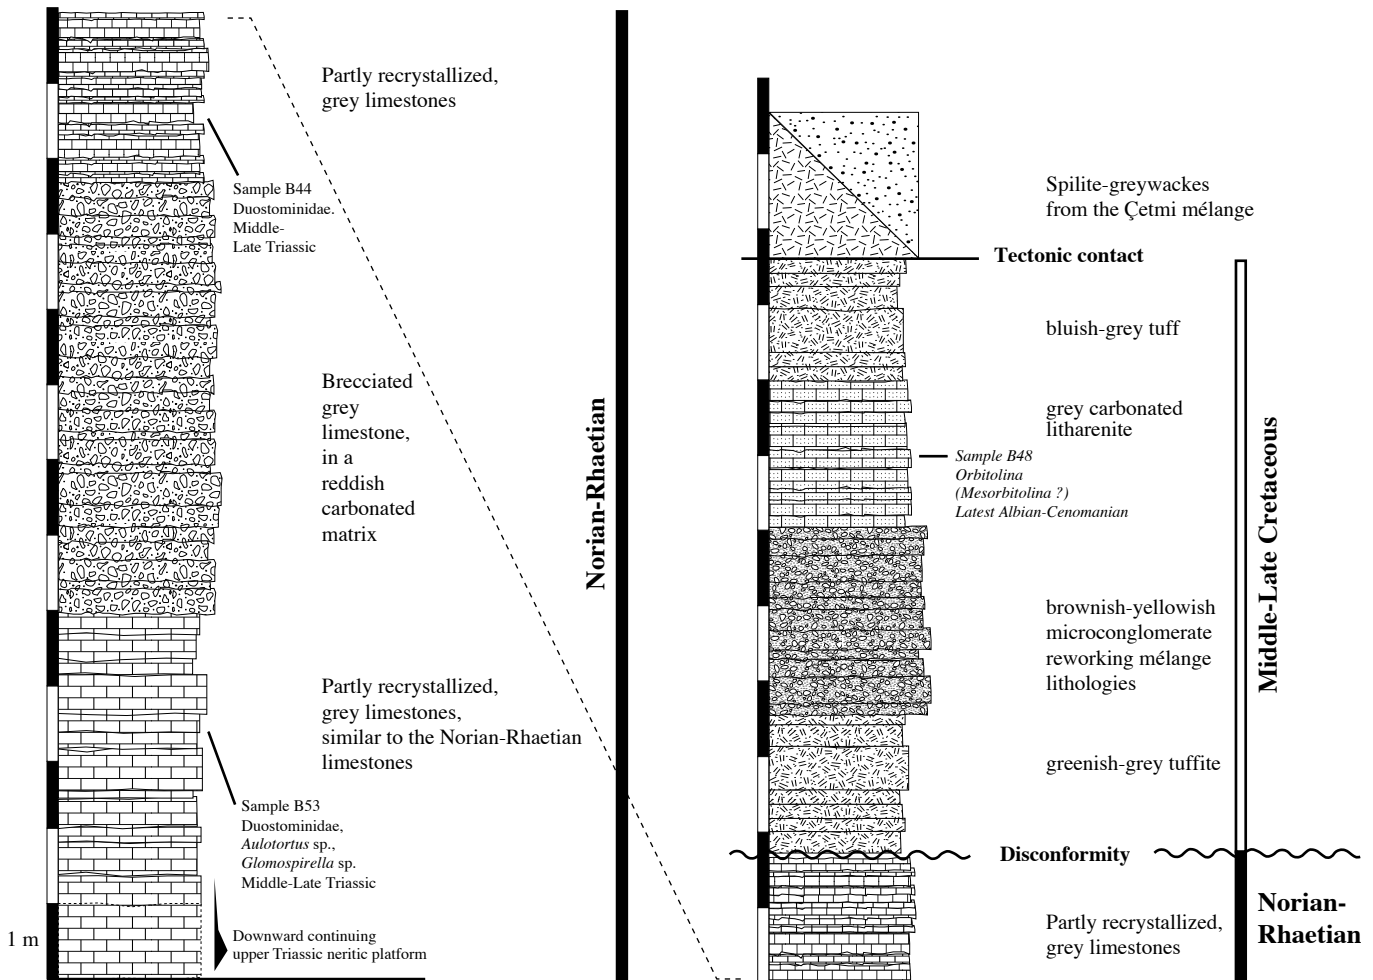 Partly recrystallized,
grey limestones
Sample B44
Duostominidae.
Middle-
Late Triassic
Brecciated
grey
limestone,
in a
reddish
carbonated
matrix
Partly recrystallized,
grey limestones,
similar to the Norian-Rhaetian
limestones
Sample B53
Duostominidae,
Aulotortus sp.,
Glomospirella sp.
Middle-Late Triassic
Downward continuing
upper Triassic neritic platform
1 m
Norian-Rhaetian
Spilite-greywackes
from the Çetmi mélange
Tectonic contact
bluish-grey tuff
grey carbonated
litharenite
Sample B48
Orbitolina
(Mesorbitolina ?)
Latest Albian-Cenomanian
brownish-yellowish
microconglomerate
reworking mélange
lithologies
greenish-grey tuffite
Disconformity
Partly recrystallized,
grey limestones
Middle-Late Cretaceous
Norian-
Rhaetian